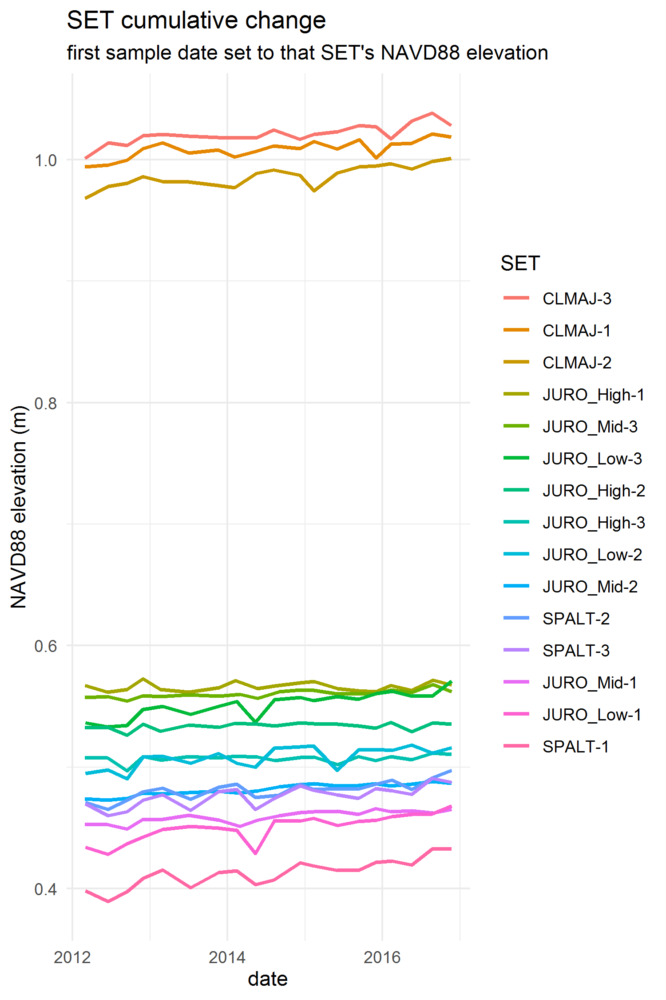 SET cumulative change
first sample date set to that SET's NAVD88 elevation
NAVD88 elevation (m)
1.0
0.8
0.6
0.4
2012
2014
2016
date
SET
CLMAJ-3
CLMAJ-1
CLMAJ-2
JURO_High-1
JURO_Mid-3
JURO_Low-3
JURO_High-2
JURO_High-3
JURO_Low-2
JURO_Mid-2
SPALT-2
SPALT-3
JURO_Mid-1
JURO_Low-1
SPALT-1